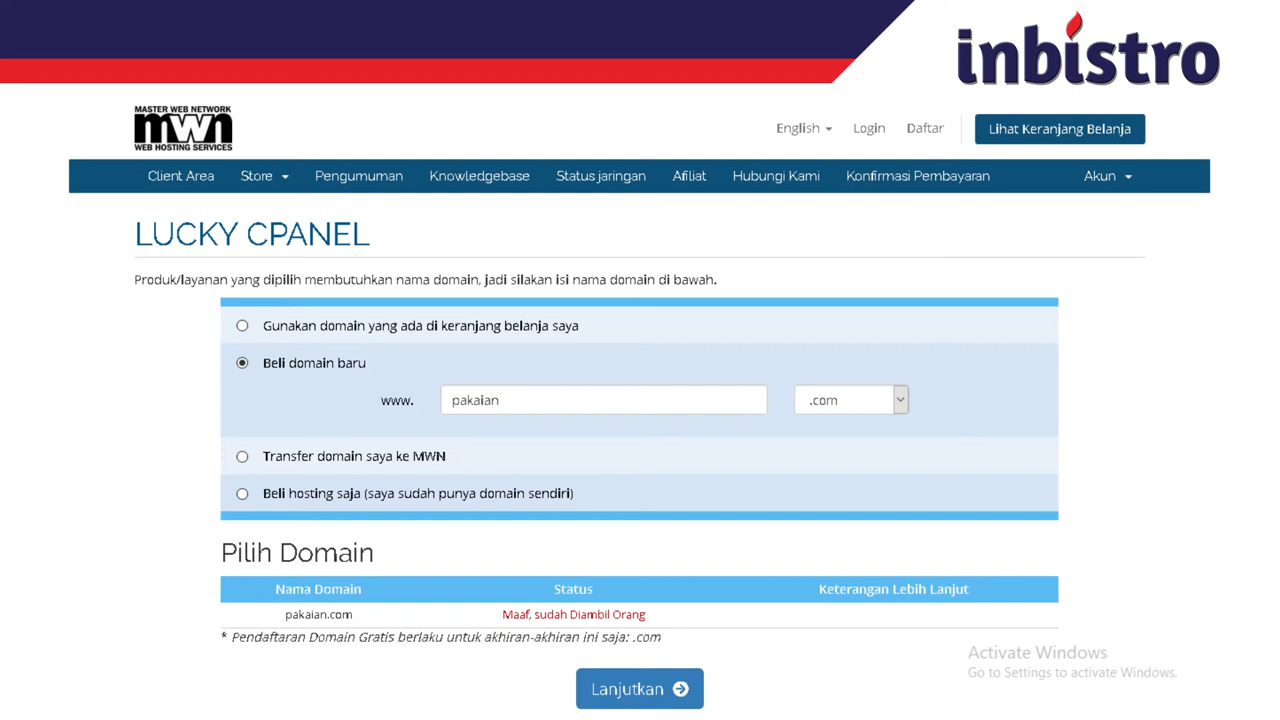 inbistro
MASTER WEB NETWORK
mwn
WEB HOSTING SERVICES
English
Login
Daftar
Lihat Keranjang Belanja
Client Area
Store
Pengumuman
Knowledgebase
Status jaringan
Afiliat
Hubungi Kami
Konfirmasi Pembayaran
Akun
LUCKY CPANEL
Produk/layanan yang dipilih membutuhkan nama domain, jadi silakan isi nama domain di bawah.
Gunakan domain yang ada di keranjang belanja saya
Beli domain baru
www. pakaian .com
Transfer domain saya ke MWN
Beli hosting saja (saya sudah punya domain sendiri)
Pilih Domain
Nama Domain Status Keterangan Lebih Lanjut
pakaian.com Maaf, sudah Diambil Orang
* Pendaftaran Domain Gratis berlaku untuk akhiran-akhiran ini saja: .com
Activate Windows
Go to Settings to activate Windows.
Lanjutkan